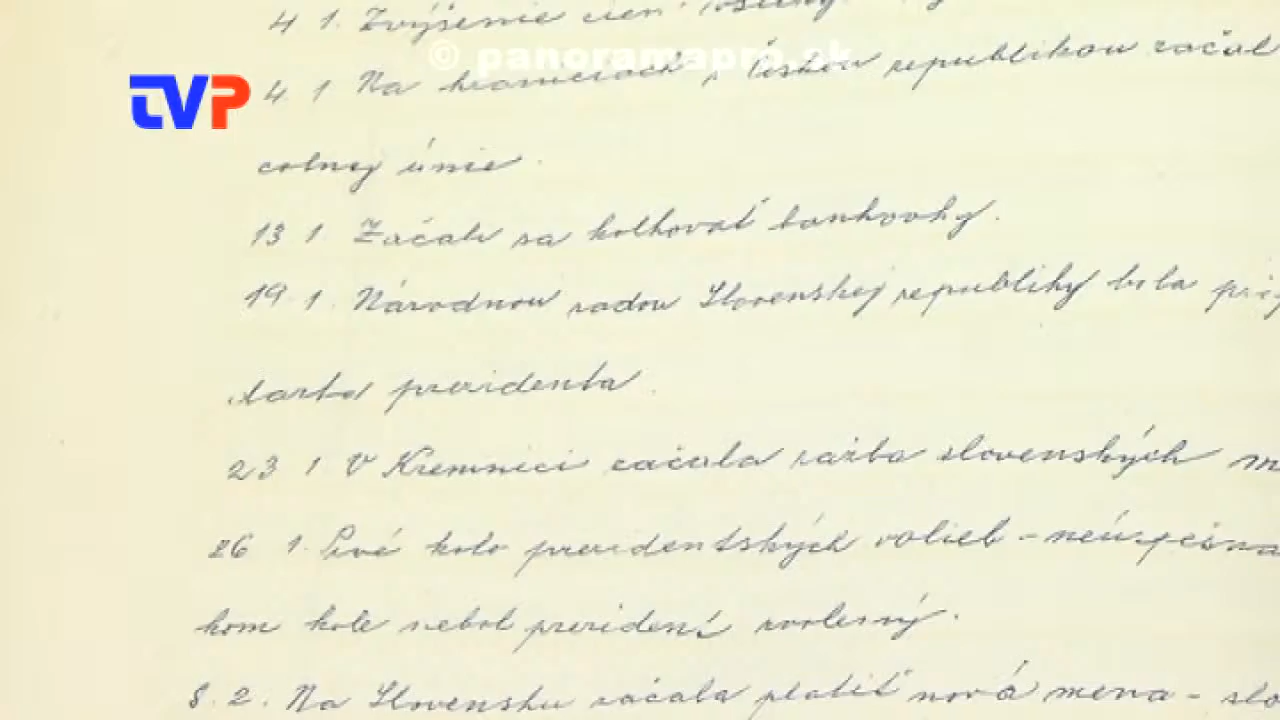 4 1. Zvýšenie cien
© panoramapro.sk
TVP
4. 1 Na hraniciach s Českou republikou začal
colnej únie.
13 1. Začali sa kolkovať bankovky.
19. 1. Národnou radou Slovenskej republiky bola
prezidenta.
23 1 V Kremnici začala razba slovenských
26 1. Prvé kolo prezidentských volieb - neúspešná
kom kole nebol prezident zvolený.
8. 2. Na Slovensku začala platiť nová mena - slo